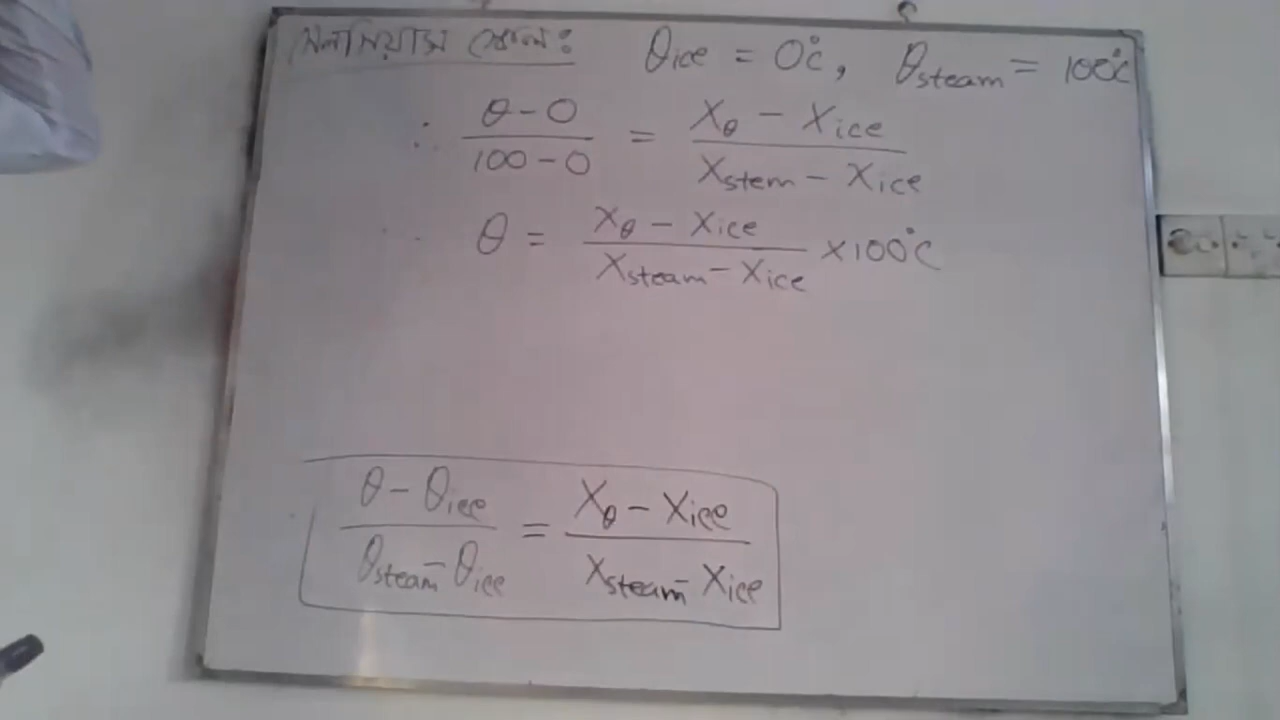 সেলসিয়াস স্কেল: θice = 0°C, θsteam = 100°C
∴ θ - 0 / 100 - 0 = Xθ - Xice / Xstem - Xice
θ = Xθ - Xice / Xsteam - Xice × 100°C
θ - θice / θsteam - θice = Xθ - Xice / Xsteam - Xice